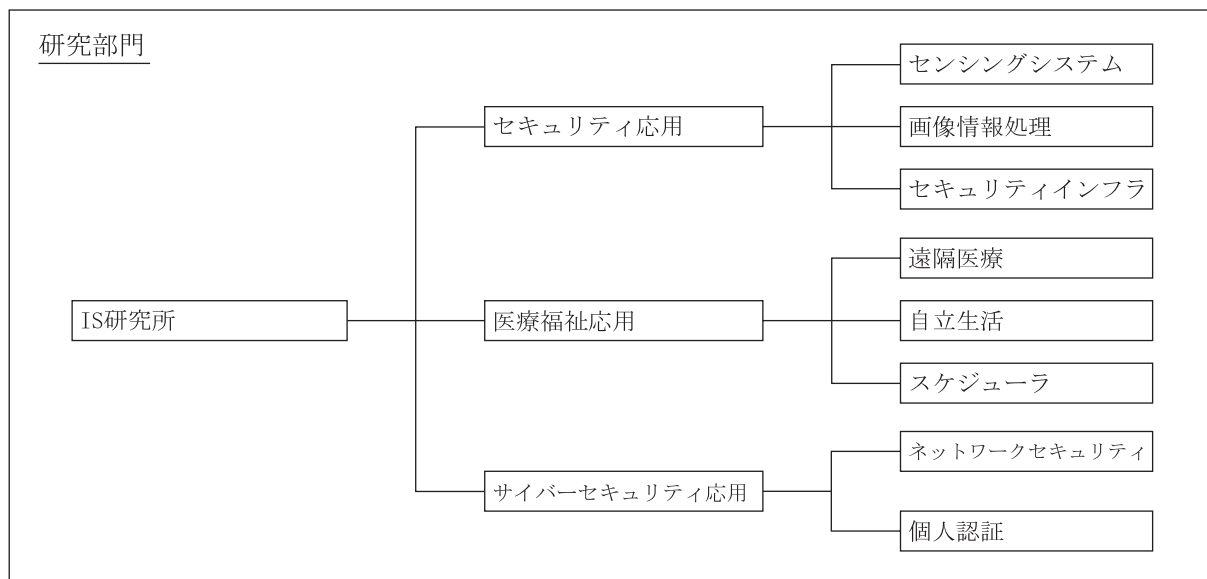 研究部門
IS研究所
セキュリティ応用
センシングシステム
画像情報処理
セキュリティインフラ
医療福祉応用
遠隔医療
自立生活
スケジューラ
サイバーセキュリティ応用
ネットワークセキュリティ
個人認証